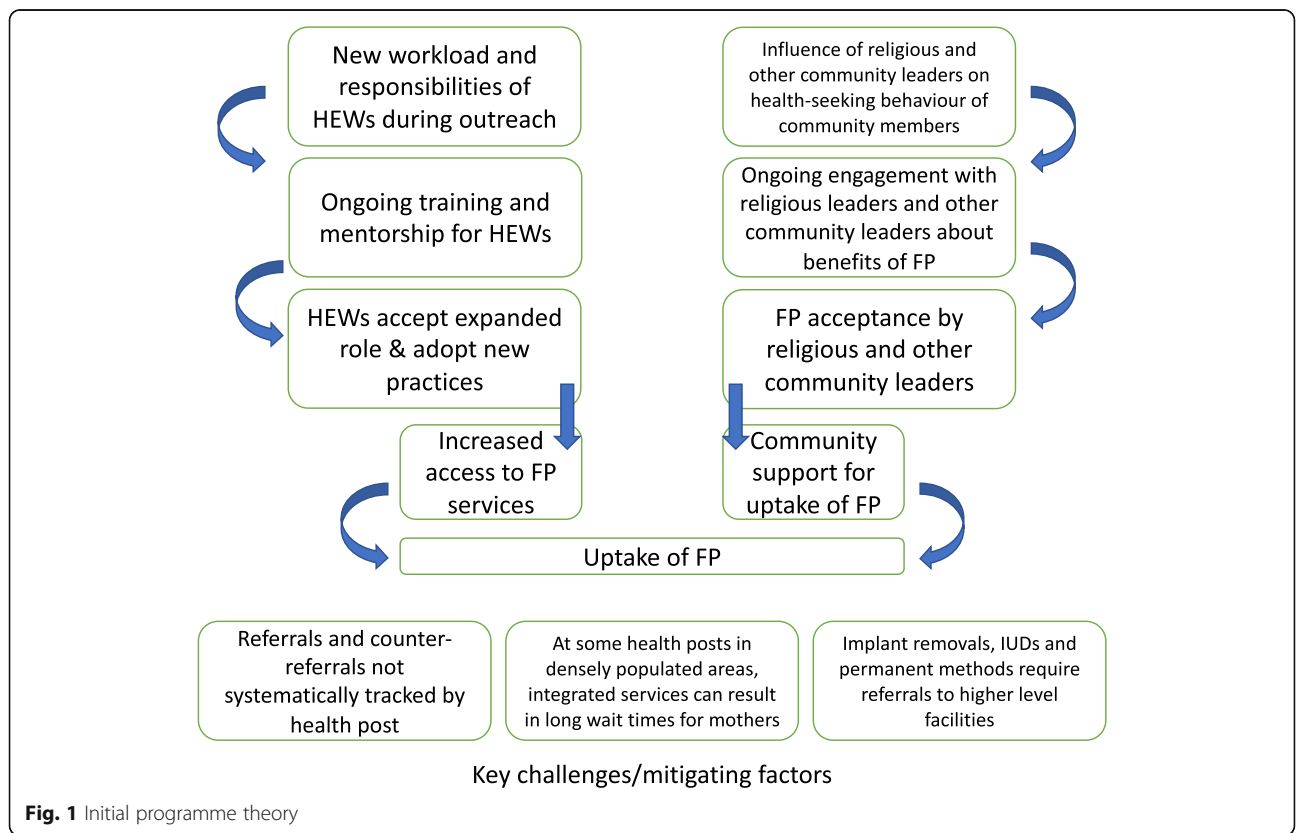 New workload and
responsibilities of
HEWs during outreach
Influence of religious and
other community leaders on
health-seeking behaviour of
community members
Ongoing training and
mentorship for HEWs
Ongoing engagement with
religious leaders and other
community leaders about
benefits of FP
HEWs accept expanded
role & adopt new
practices
FP acceptance by
religious and other
community leaders
Increased
access to FP
services
Community
support for
uptake of FP
Uptake of FP
Referrals and counter-
referrals not
systematically tracked by
health post
At some health posts in
densely populated areas,
integrated services can result
in long wait times for mothers
Implant removals, IUDs and
permanent methods require
referrals to higher level
facilities
Key challenges/mitigating factors
Fig. 1 Initial programme theory